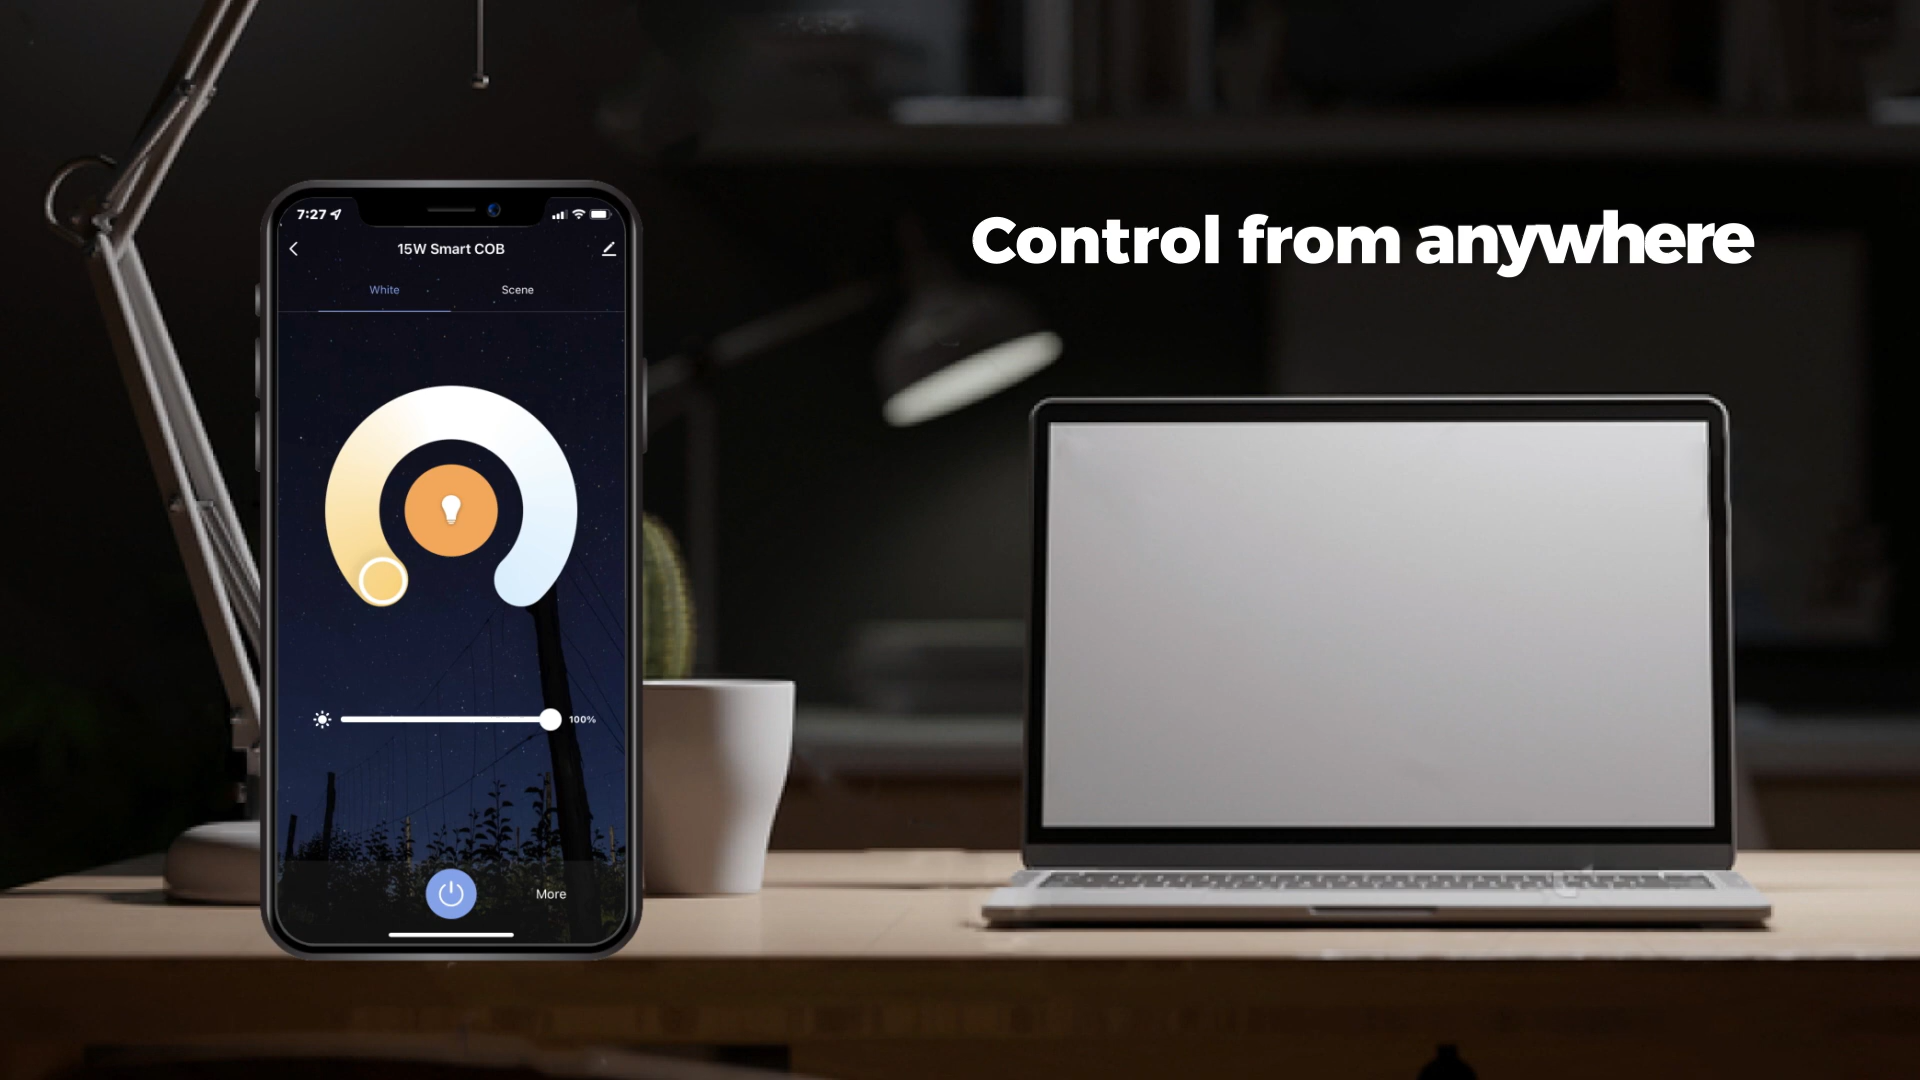 7:27
15W Smart COB
White
Scene
Control from anywhere
100%
More